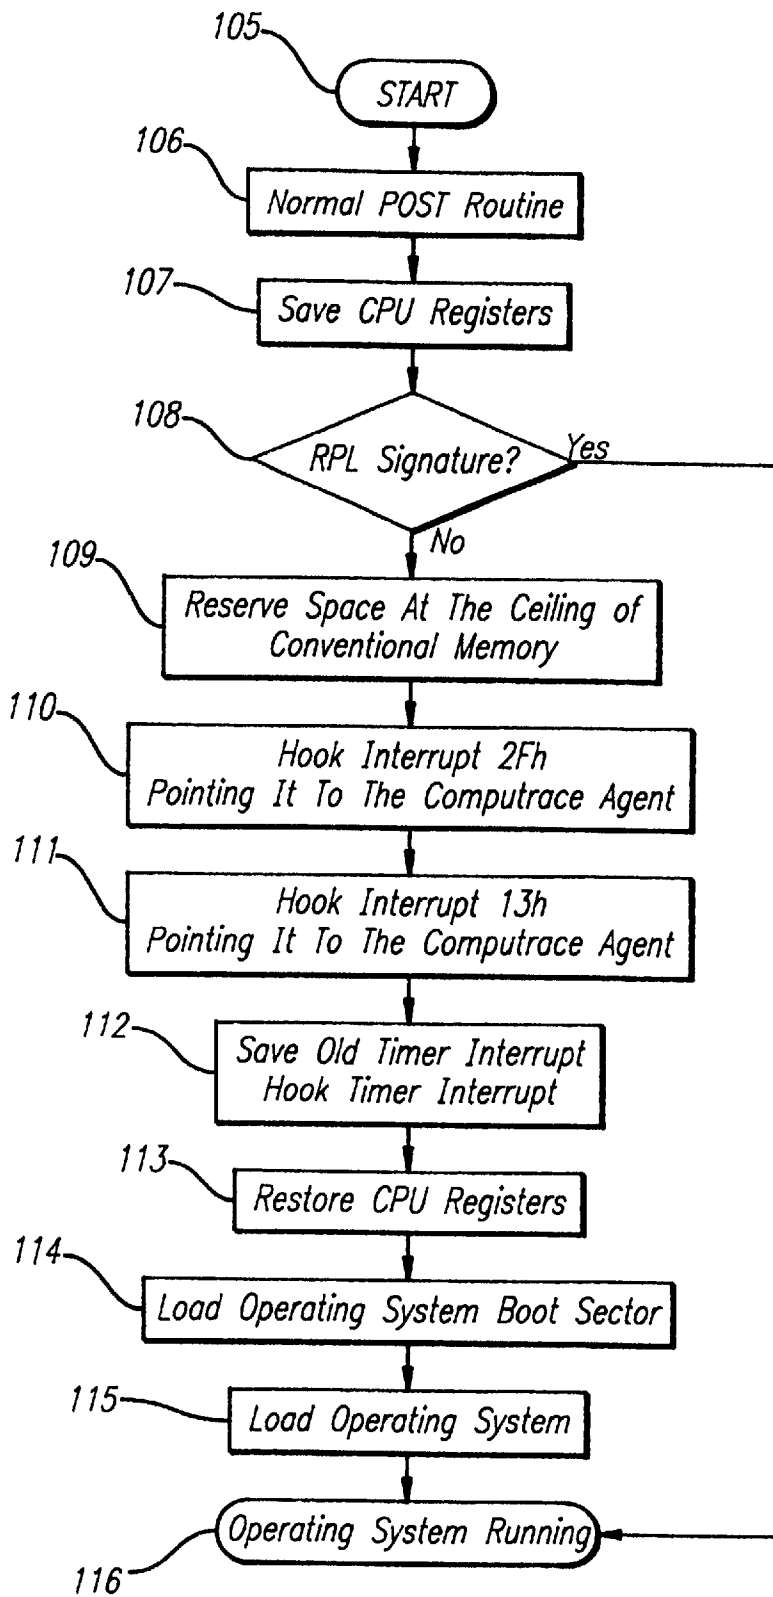 105
START
106
Normal POST Routine
107
Save CPU Registers
108
RPL Signature?
Yes
No
109
Reserve Space At The Ceiling of
Conventional Memory
110
Hook Interrupt 2Fh
Pointing It To The Computrace Agent
111
Hook Interrupt 13h
Pointing It To The Computrace Agent
112
Save Old Timer Interrupt
Hook Timer Interrupt
113
Restore CPU Registers
114
Load Operating System Boot Sector
115
Load Operating System
Operating System Running
116